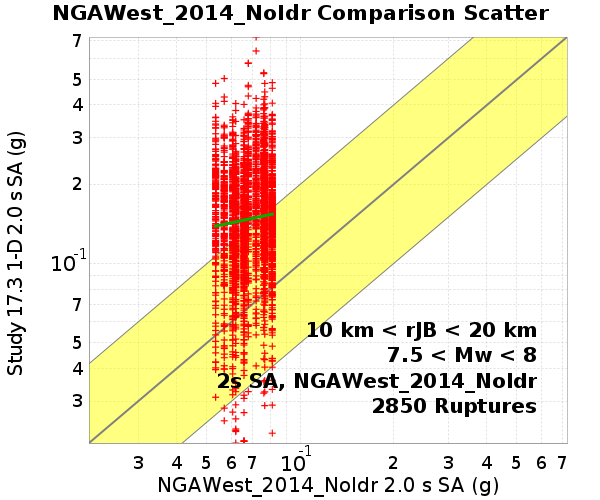 NGAWest_2014_NoIdr Comparison Scatter
Study 17.3 1-D 2.0 s SA (g)
7
5
4
3
2
10-1
7
5
4
3
10 km < rJB < 20 km
7.5 < Mw < 8
2s SA, NGAWest_2014_NoIdr
2850 Ruptures
3 4 5 6 7 10-1 2 3 4 5 6 7
NGAWest_2014_NoIdr 2.0 s SA (g)